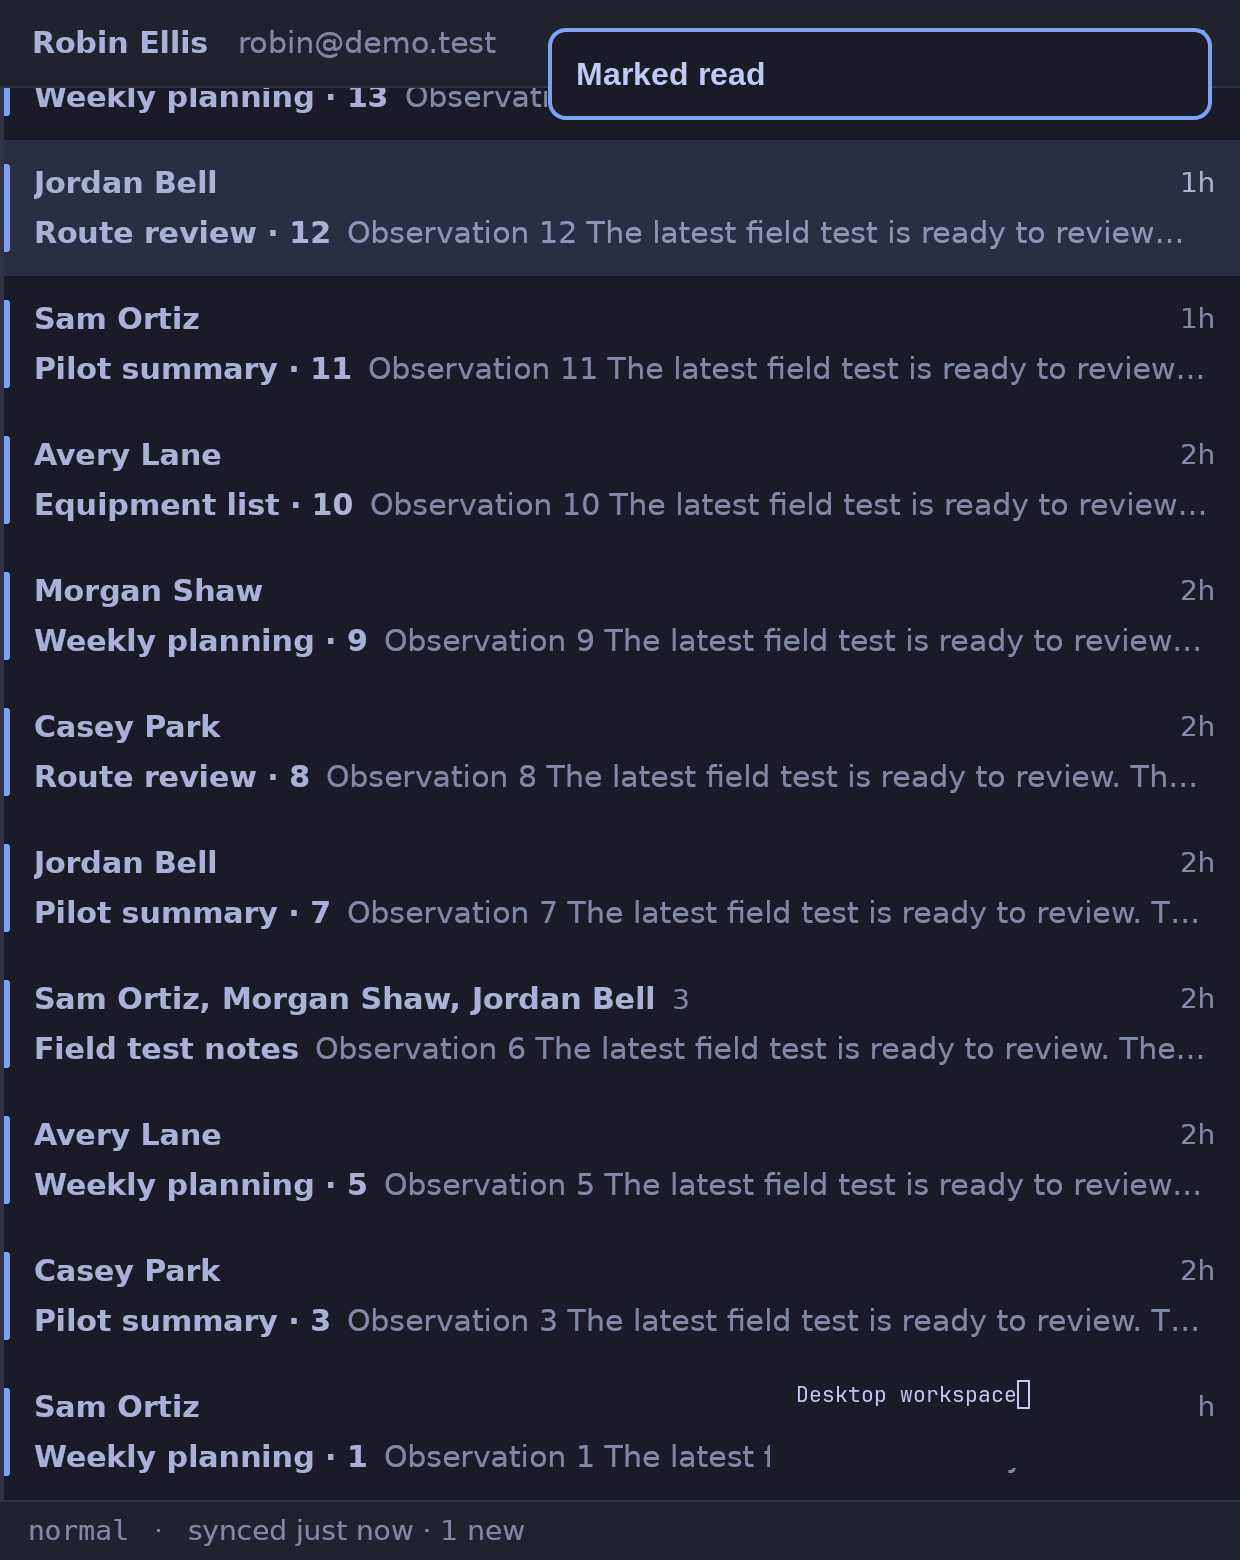 Robin Ellis robin@demo.test
Marked read
Weekly planning · 13
Jordan Bell 1h
Route review · 12 Observation 12 The latest field test is ready to review…
Sam Ortiz 1h
Pilot summary · 11 Observation 11 The latest field test is ready to review…
Avery Lane 2h
Equipment list · 10 Observation 10 The latest field test is ready to review…
Morgan Shaw 2h
Weekly planning · 9 Observation 9 The latest field test is ready to review…
Casey Park 2h
Route review · 8 Observation 8 The latest field test is ready to review. Th…
Jordan Bell 2h
Pilot summary · 7 Observation 7 The latest field test is ready to review. T…
Sam Ortiz, Morgan Shaw, Jordan Bell 3 2h
Field test notes Observation 6 The latest field test is ready to review. The…
Avery Lane 2h
Weekly planning · 5 Observation 5 The latest field test is ready to review…
Casey Park 2h
Pilot summary · 3 Observation 3 The latest field test is ready to review. T…
Desktop workspace
Sam Ortiz h
Weekly planning · 1 Observation 1 The latest
normal · synced just now · 1 new